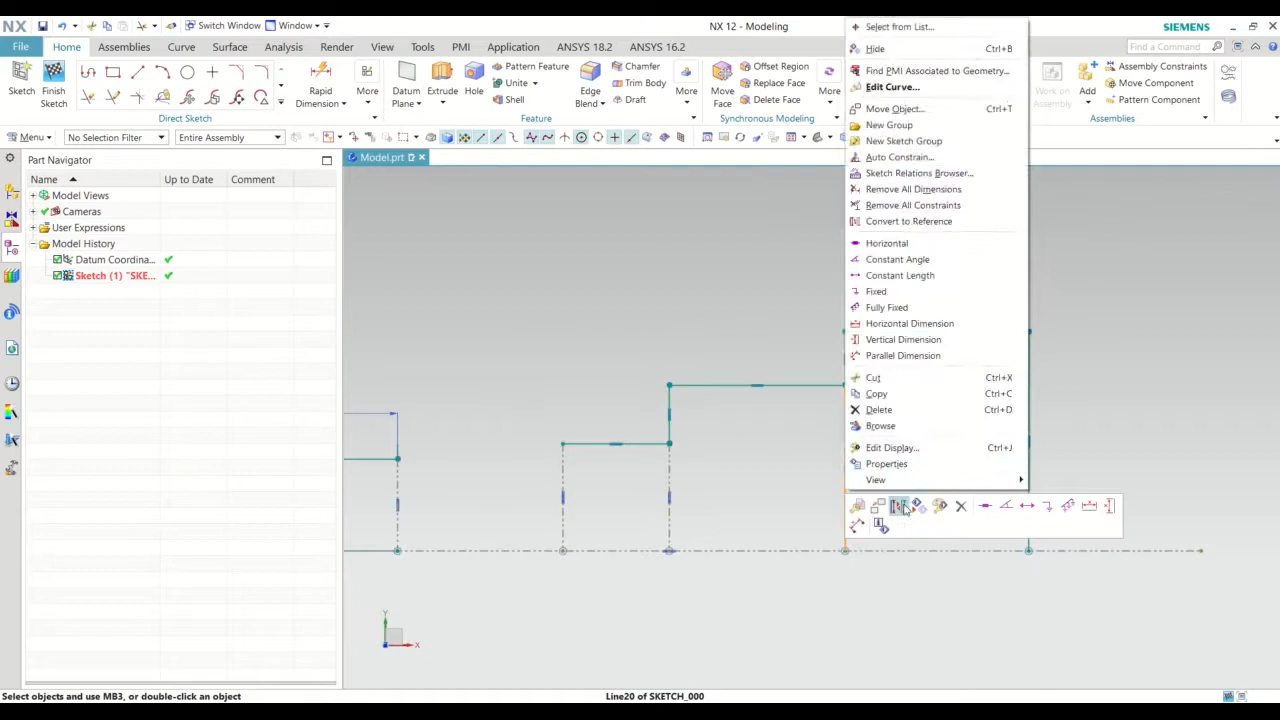 NX
Switch Window
Window
NX 12 - Modeling
SIEMENS
File
Home
Assemblies
Curve
Surface
Analysis
Render
View
Tools
PMI
Application
ANSYS 18.2
ANSYS 16.2
Find a Command
Sketch
Finish
Sketch
Rapid
Dimension
More
Direct Sketch
Datum
Plane
Extrude
Hole
Pattern Feature
Unite
Shell
Edge
Blend
Chamfer
Trim Body
Draft
More
Feature
Move
Face
Offset Region
Replace Face
Delete Face
More
Synchronous Modeling
Work on
Assembly
Add
Assembly Constraints
Move Component
Pattern Component
Assemblies
Menu
No Selection Filter
Entire Assembly
Part Navigator
Model.prt
Name
Up to Date
Comment
Model Views
Cameras
User Expressions
Model History
Datum Coordina...
Sketch (1) "SKE...
Select from List...
Hide Ctrl+B
Find PMI Associated to Geometry...
Edit Curve...
Move Object... Ctrl+T
New Group
New Sketch Group
Auto Constrain...
Sketch Relations Browser...
Remove All Dimensions
Remove All Constraints
Convert to Reference
Horizontal
Constant Angle
Constant Length
Fixed
Fully Fixed
Horizontal Dimension
Vertical Dimension
Parallel Dimension
Cut Ctrl+X
Copy Ctrl+C
Delete Ctrl+D
Browse
Edit Display... Ctrl+J
Properties
View
Y
X
Select objects and use MB3, or double-click an object
Line20 of SKETCH_000